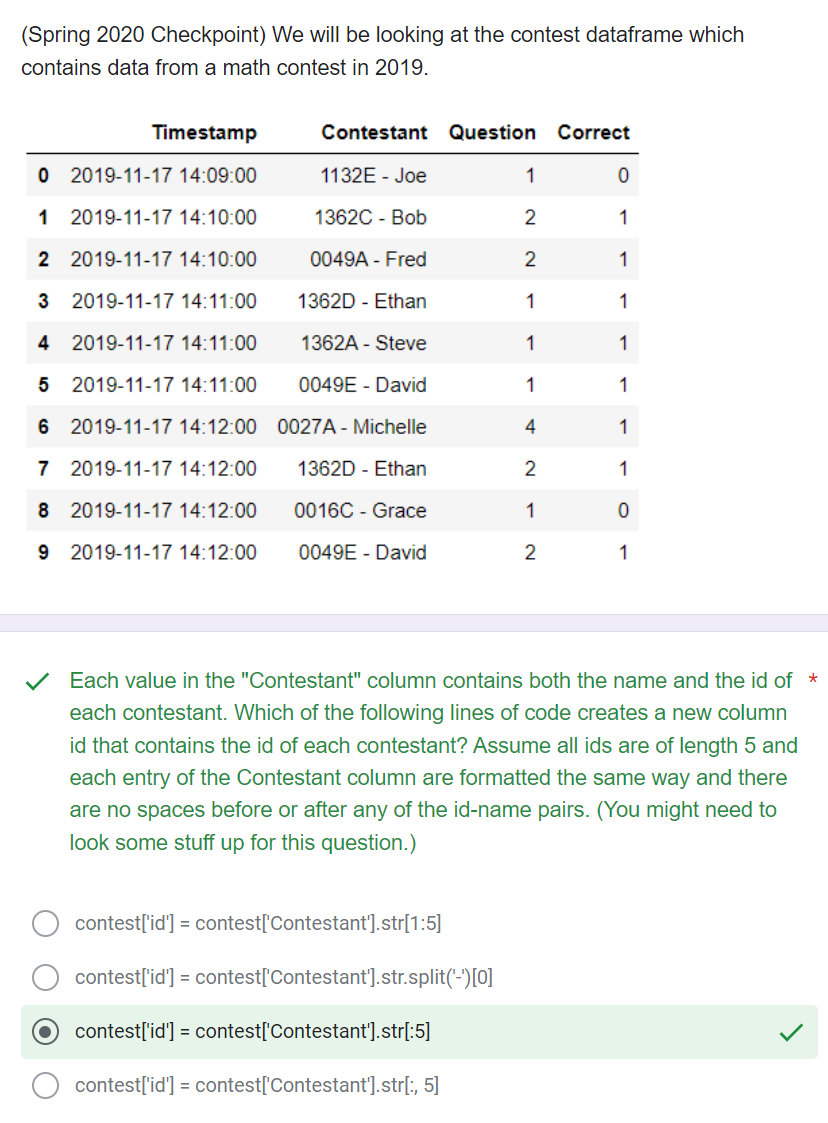 (Spring 2020 Checkpoint) We will be looking at the contest dataframe which
contains data from a math contest in 2019.
Timestamp Contestant Question Correct
0 2019-11-17 14:09:00 1132E - Joe 1 0
1 2019-11-17 14:10:00 1362C - Bob 2 1
2 2019-11-17 14:10:00 0049A - Fred 2 1
3 2019-11-17 14:11:00 1362D - Ethan 1 1
4 2019-11-17 14:11:00 1362A - Steve 1 1
5 2019-11-17 14:11:00 0049E - David 1 1
6 2019-11-17 14:12:00 0027A - Michelle 4 1
7 2019-11-17 14:12:00 1362D - Ethan 2 1
8 2019-11-17 14:12:00 0016C - Grace 1 0
9 2019-11-17 14:12:00 0049E - David 2 1
Each value in the "Contestant" column contains both the name and the id of *
each contestant. Which of the following lines of code creates a new column
id that contains the id of each contestant? Assume all ids are of length 5 and
each entry of the Contestant column are formatted the same way and there
are no spaces before or after any of the id-name pairs. (You might need to
look some stuff up for this question.)
contest['id'] = contest['Contestant'].str[1:5]
contest['id'] = contest['Contestant'].str.split('-')[0]
contest['id'] = contest['Contestant'].str[:5]
contest['id'] = contest['Contestant'].str[:, 5]